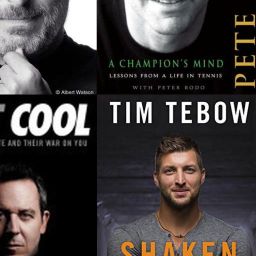 © Albert Watson
A CHAMPION'S MIND
LESSONS FROM A LIFE IN TENNIS
WITH PETER BODO
PETE
T COOL
TE AND THEIR WAR ON YOU
TIM TEBOW
SHAKEN